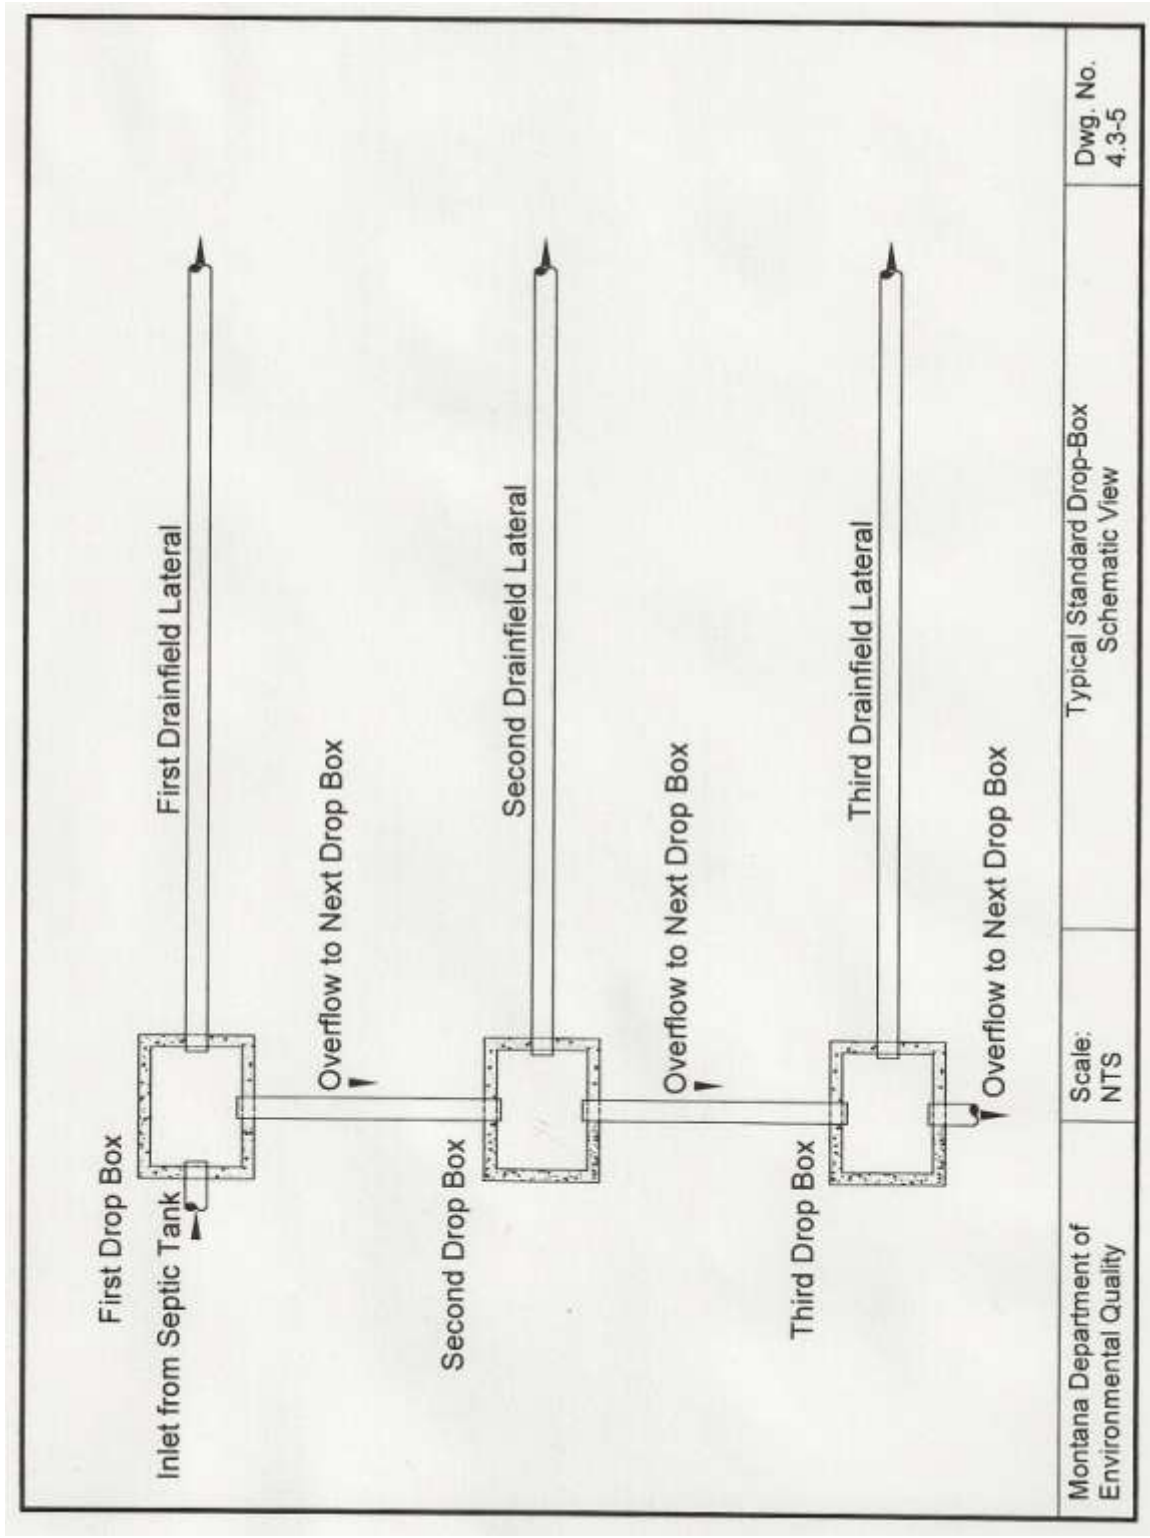 First Drop Box
Inlet from Septic Tank
First Drainfield Lateral
Overflow to Next Drop Box
Second Drop Box
Second Drainfield Lateral
Overflow to Next Drop Box
Third Drop Box
Third Drainfield Lateral
Overflow to Next Drop Box
Montana Department of
Environmental Quality
Scale:
NTS
Typical Standard Drop-Box
Schematic View
Dwg. No.
4.3-5